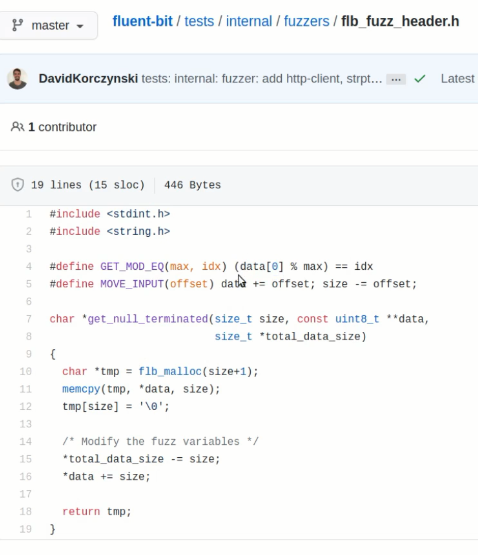 master
fluent-bit / tests / internal / fuzzers / flb_fuzz_header.h
DavidKorczynski tests: internal: fuzzer: add http-client, strpt... ... Latest
1 contributor
19 lines (15 sloc) 446 Bytes
1 #include <stdint.h>
2 #include <string.h>
3
4 #define GET_MOD_EQ(max, idx) (data[0] % max) == idx
5 #define MOVE_INPUT(offset) data += offset; size -= offset;
6
7 char *get_null_terminated(size_t size, const uint8_t **data,
8 size_t *total_data_size)
9 {
10 char *tmp = flb_malloc(size+1);
11 memcpy(tmp, *data, size);
12 tmp[size] = '\0';
13
14 /* Modify the fuzz variables */
15 *total_data_size -= size;
16 *data += size;
17
18 return tmp;
19 }